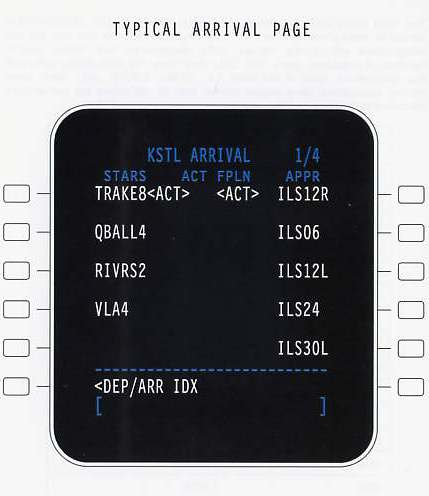 TYPICAL ARRIVAL PAGE
KSTL ARRIVAL 1/4
STARS ACT FPLN APPR
TRAKE8<ACT> <ACT> ILS12R
QBALL4 ILS06
RIVRS2 ILS12L
VLA4 ILS24
ILS30L
---------------------------
<DEP/ARR IDX
[ ]